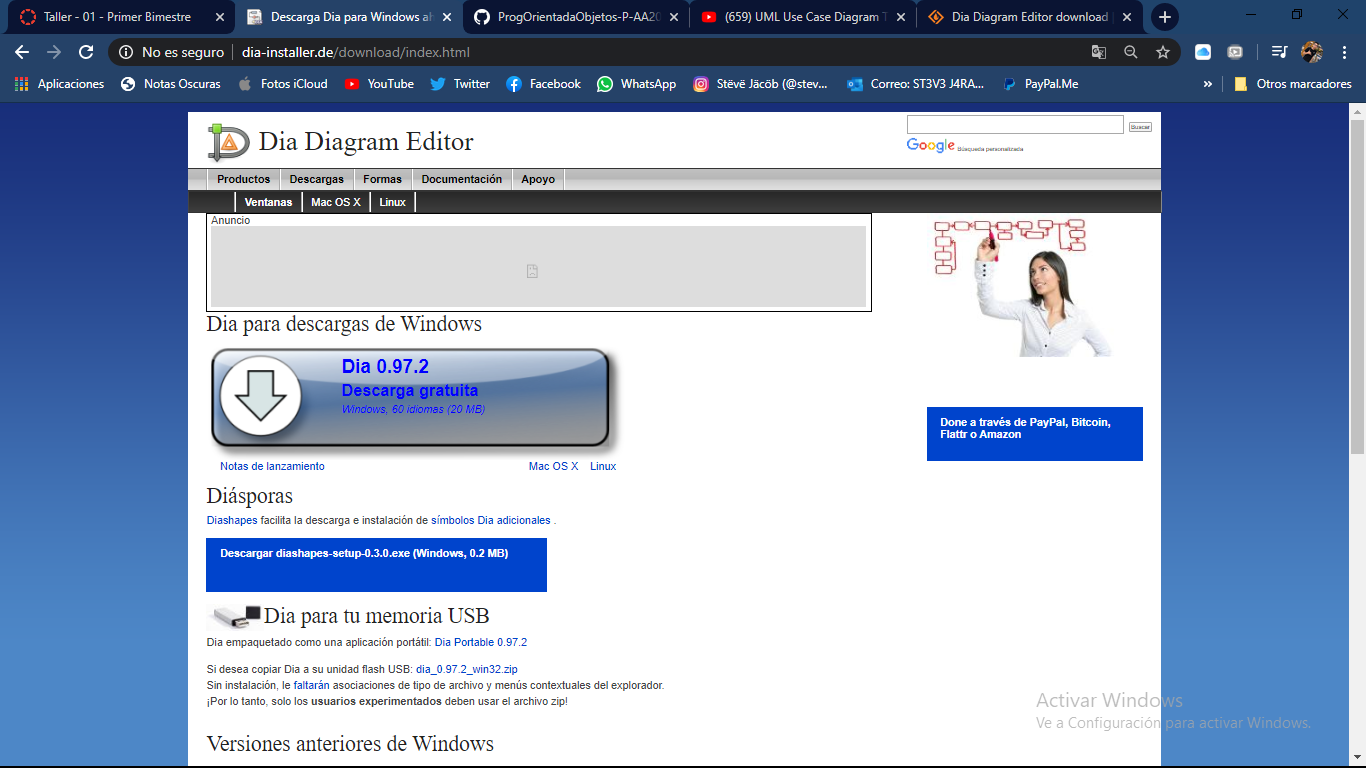 Taller - 01 - Primer Bimestre
Descarga Dia para Windows ah
ProgOrientadaObjetos-P-AA20
(659) UML Use Case Diagram T
Dia Diagram Editor download |
No es seguro
dia-installer.de/download/index.html
Aplicaciones
Notas Oscuras
Fotos iCloud
YouTube
Twitter
Facebook
WhatsApp
Stëvë Jäcöb (@stev...
Correo: ST3V3 J4RA...
PayPal.Me
»
Otros marcadores
Dia Diagram Editor
Buscar
Google Búsqueda personalizada
Productos
Descargas
Formas
Documentación
Apoyo
Ventanas
Mac OS X
Linux
Anuncio
Dia para descargas de Windows
Dia 0.97.2
Descarga gratuita
Windows, 60 idiomas (20 MB)
Notas de lanzamiento
Mac OS X
Linux
Done a través de PayPal, Bitcoin,
Flattr o Amazon
Diásporas
Diashapes facilita la descarga e instalación de símbolos Dia adicionales .
Descargar diashapes-setup-0.3.0.exe (Windows, 0.2 MB)
Dia para tu memoria USB
Dia empaquetado como una aplicación portátil: Dia Portable 0.97.2
Si desea copiar Dia a su unidad flash USB: dia_0.97.2_win32.zip
Sin instalación, le faltarán asociaciones de tipo de archivo y menús contextuales del explorador.
¡Por lo tanto, solo los usuarios experimentados deben usar el archivo zip!
Versiones anteriores de Windows
Activar Windows
Ve a Configuración para activar Windows.